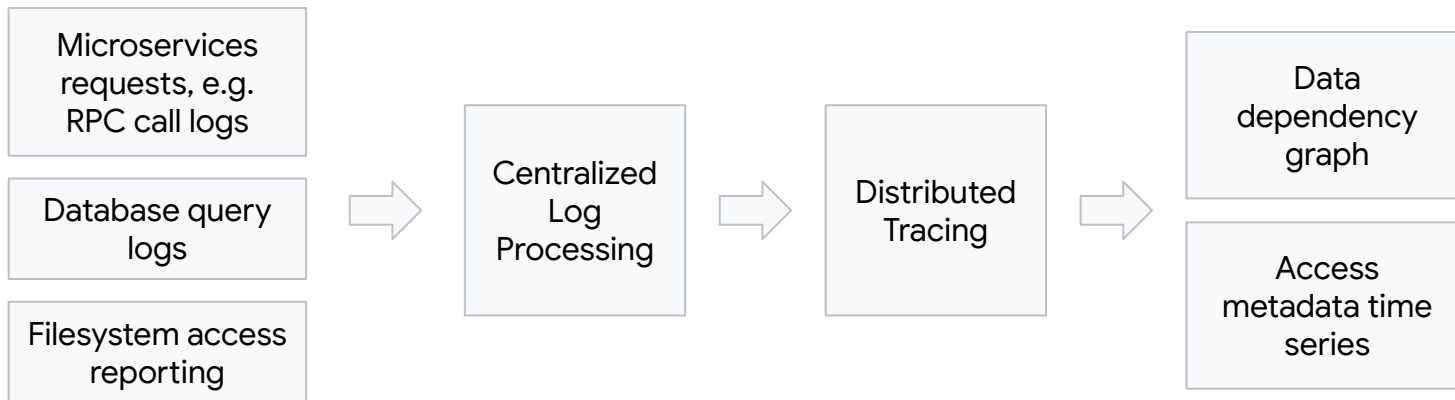 Microservices
requests, e.g.
RPC call logs
Database query
logs
Filesystem access
reporting
Centralized
Log
Processing
Distributed
Tracing
Data
dependency
graph
Access
metadata time
series